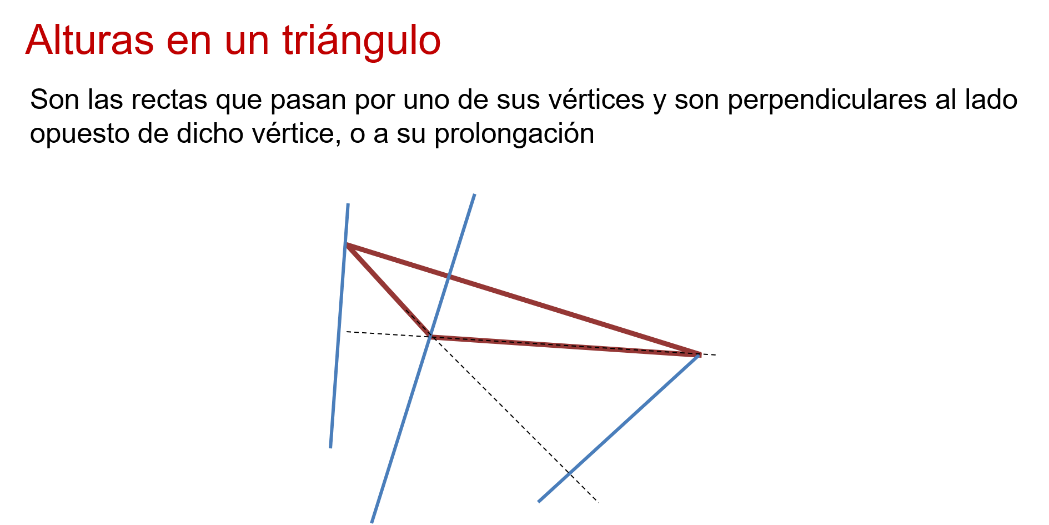 Alturas en un triángulo
Son las rectas que pasan por uno de sus vértices y son perpendiculares al lado
opuesto de dicho vértice, o a su prolongación